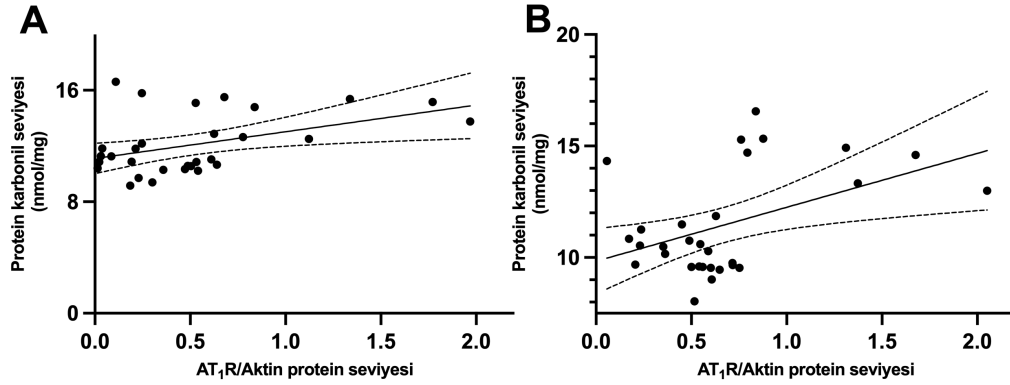 A
Protein karbonil seviyesi
(nmol/mg)
16
8
0
0.0 0.5 1.0 1.5 2.0
AT₁R/Aktin protein seviyesi
B
Protein karbonil seviyesi
(nmol/mg)
20
15
10
0.0 0.5 1.0 1.5 2.0
AT₁R/Aktin protein seviyesi